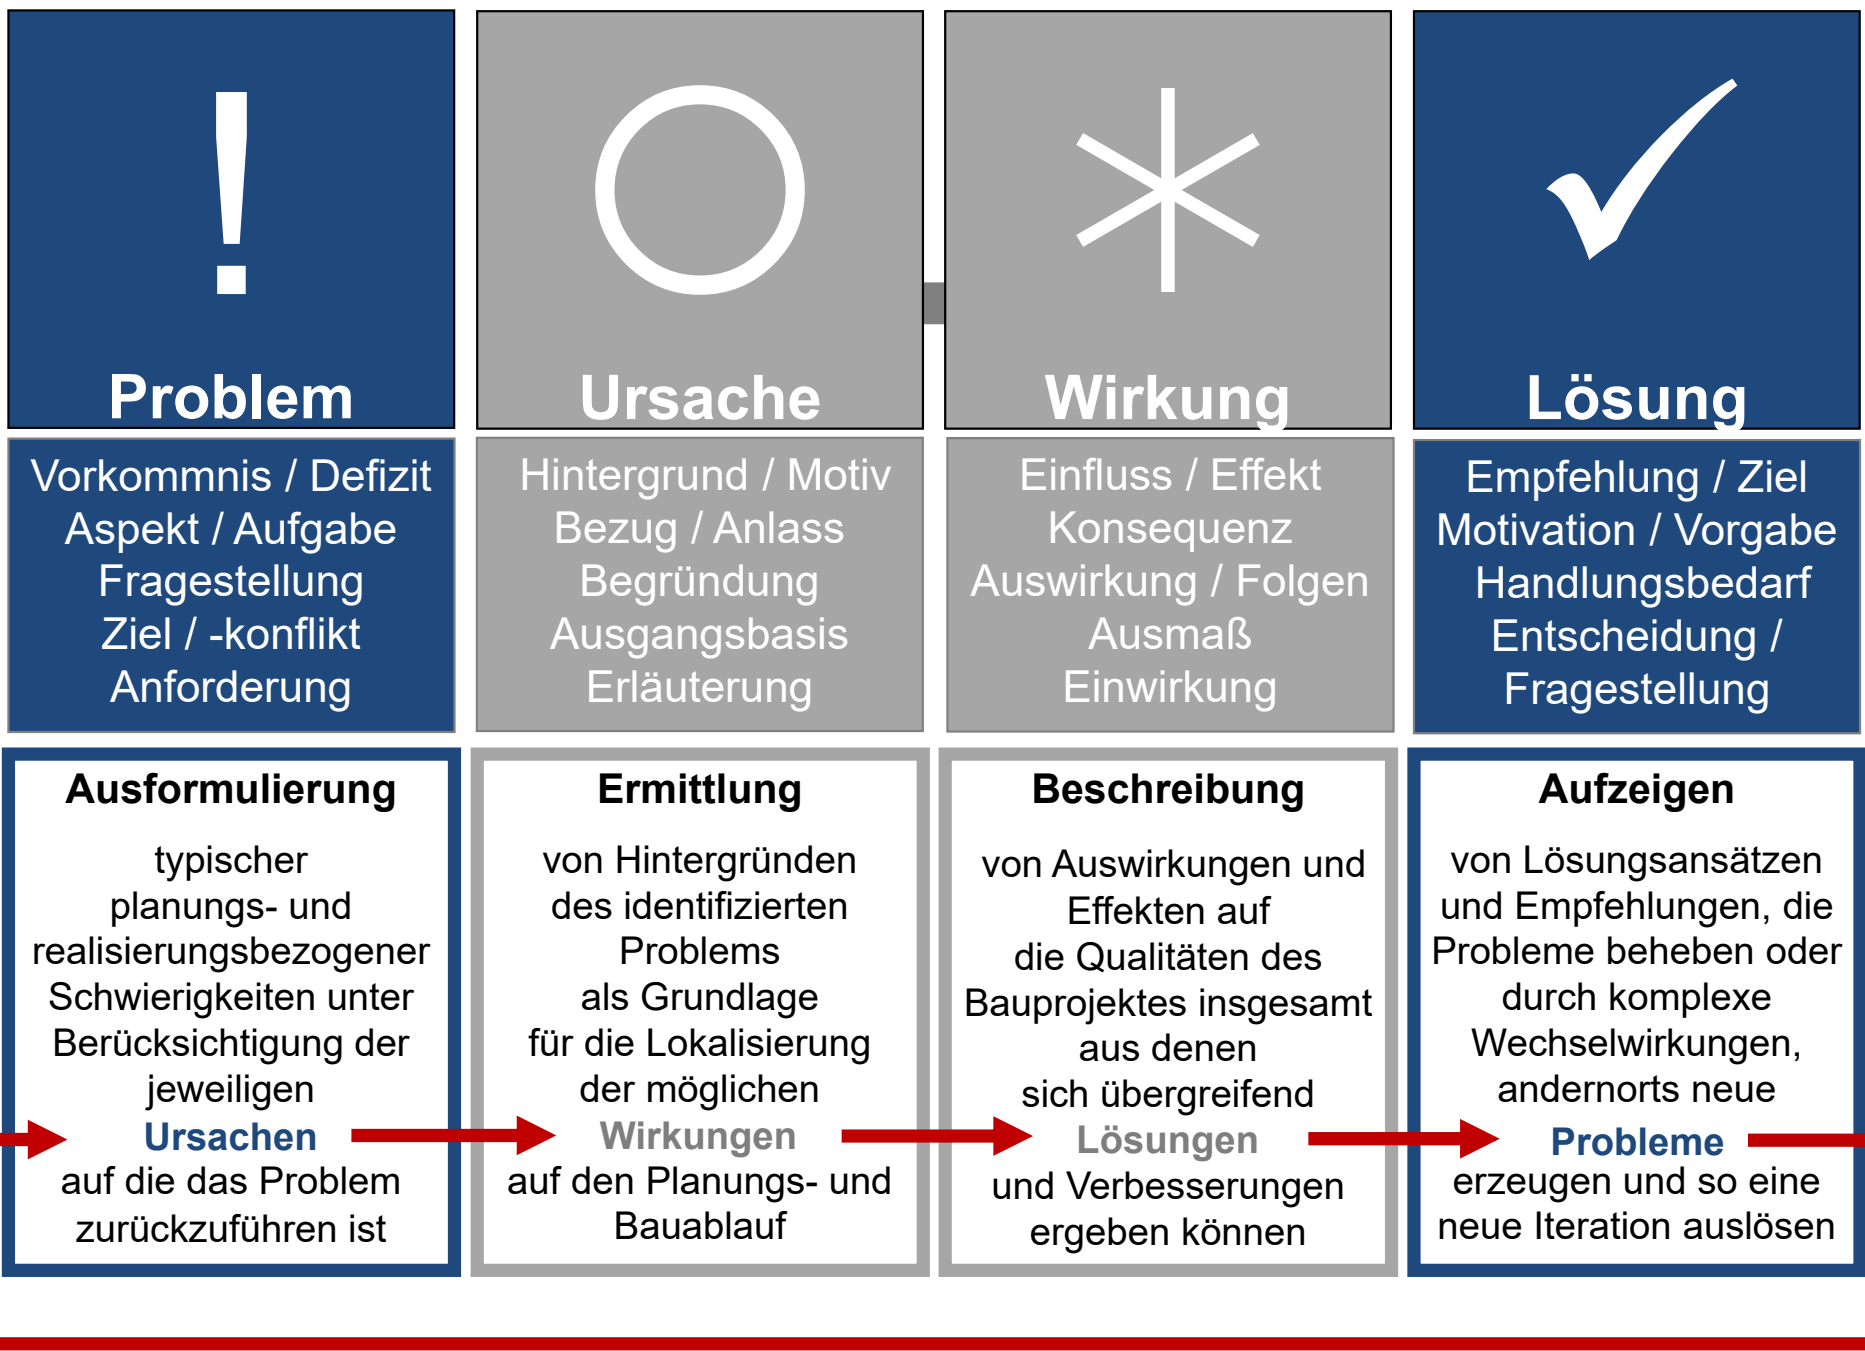 !
Problem
Vorkommnis / Defizit
Aspekt / Aufgabe
Fragestellung
Ziel / -konflikt
Anforderung
Ausformulierung
typischer
planungs- und
realisierungsbezogener
Schwierigkeiten unter
Berücksichtigung der
jeweiligen
Ursachen
auf die das Problem
zurückzuführen ist
Ursache
Hintergrund / Motiv
Bezug / Anlass
Begründung
Ausgangsbasis
Erläuterung
Ermittlung
von Hintergründen
des identifizierten
Problems
als Grundlage
für die Lokalisierung
der möglichen
Wirkungen
auf den Planungs- und
Bauablauf
Wirkung
Einfluss / Effekt
Konsequenz
Auswirkung / Folgen
Ausmaß
Einwirkung
Beschreibung
von Auswirkungen und
Effekten auf
die Qualitäten des
Bauprojektes insgesamt
aus denen
sich übergreifend
Lösungen
und Verbesserungen
ergeben können
Lösung
Empfehlung / Ziel
Motivation / Vorgabe
Handlungsbedarf
Entscheidung /
Fragestellung
Aufzeigen
von Lösungsansätzen
und Empfehlungen, die
Probleme beheben oder
durch komplexe
Wechselwirkungen,
andernorts neue
Probleme
erzeugen und so eine
neue Iteration auslösen